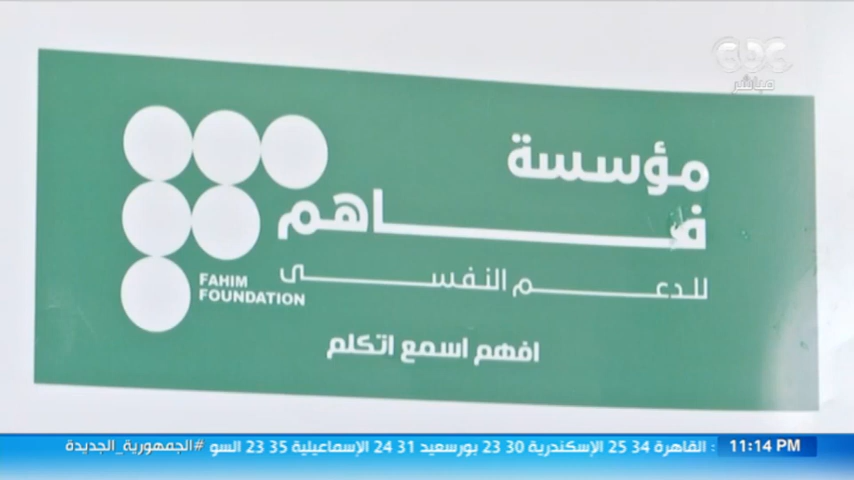 CBC
مباشر
مؤسسة
فاهم
للدعم النفسى
FAHIM
FOUNDATION
افهم اسمع اتكلم
11:14 PM
: القاهرة 34 25 الإسكندرية 30 23 بورسعيد 31 24 الإسماعيلية 35 23 السو #الجمهورية_الجديدة